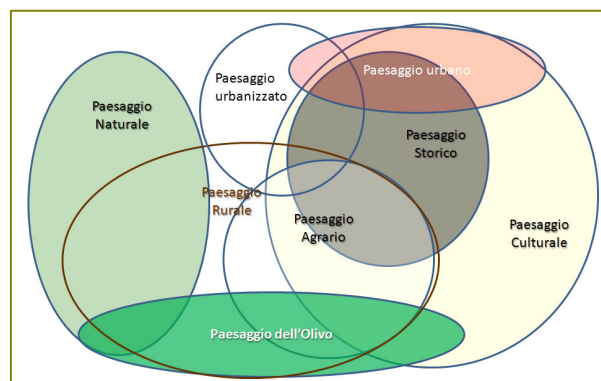 Paesaggio
urbanizzato
Paesaggio urbano
Paesaggio
Naturale
Paesaggio
Storico
Paesaggio
Rurale
Paesaggio
Agrario
Paesaggio
Culturale
Paesaggio dell'Olivo